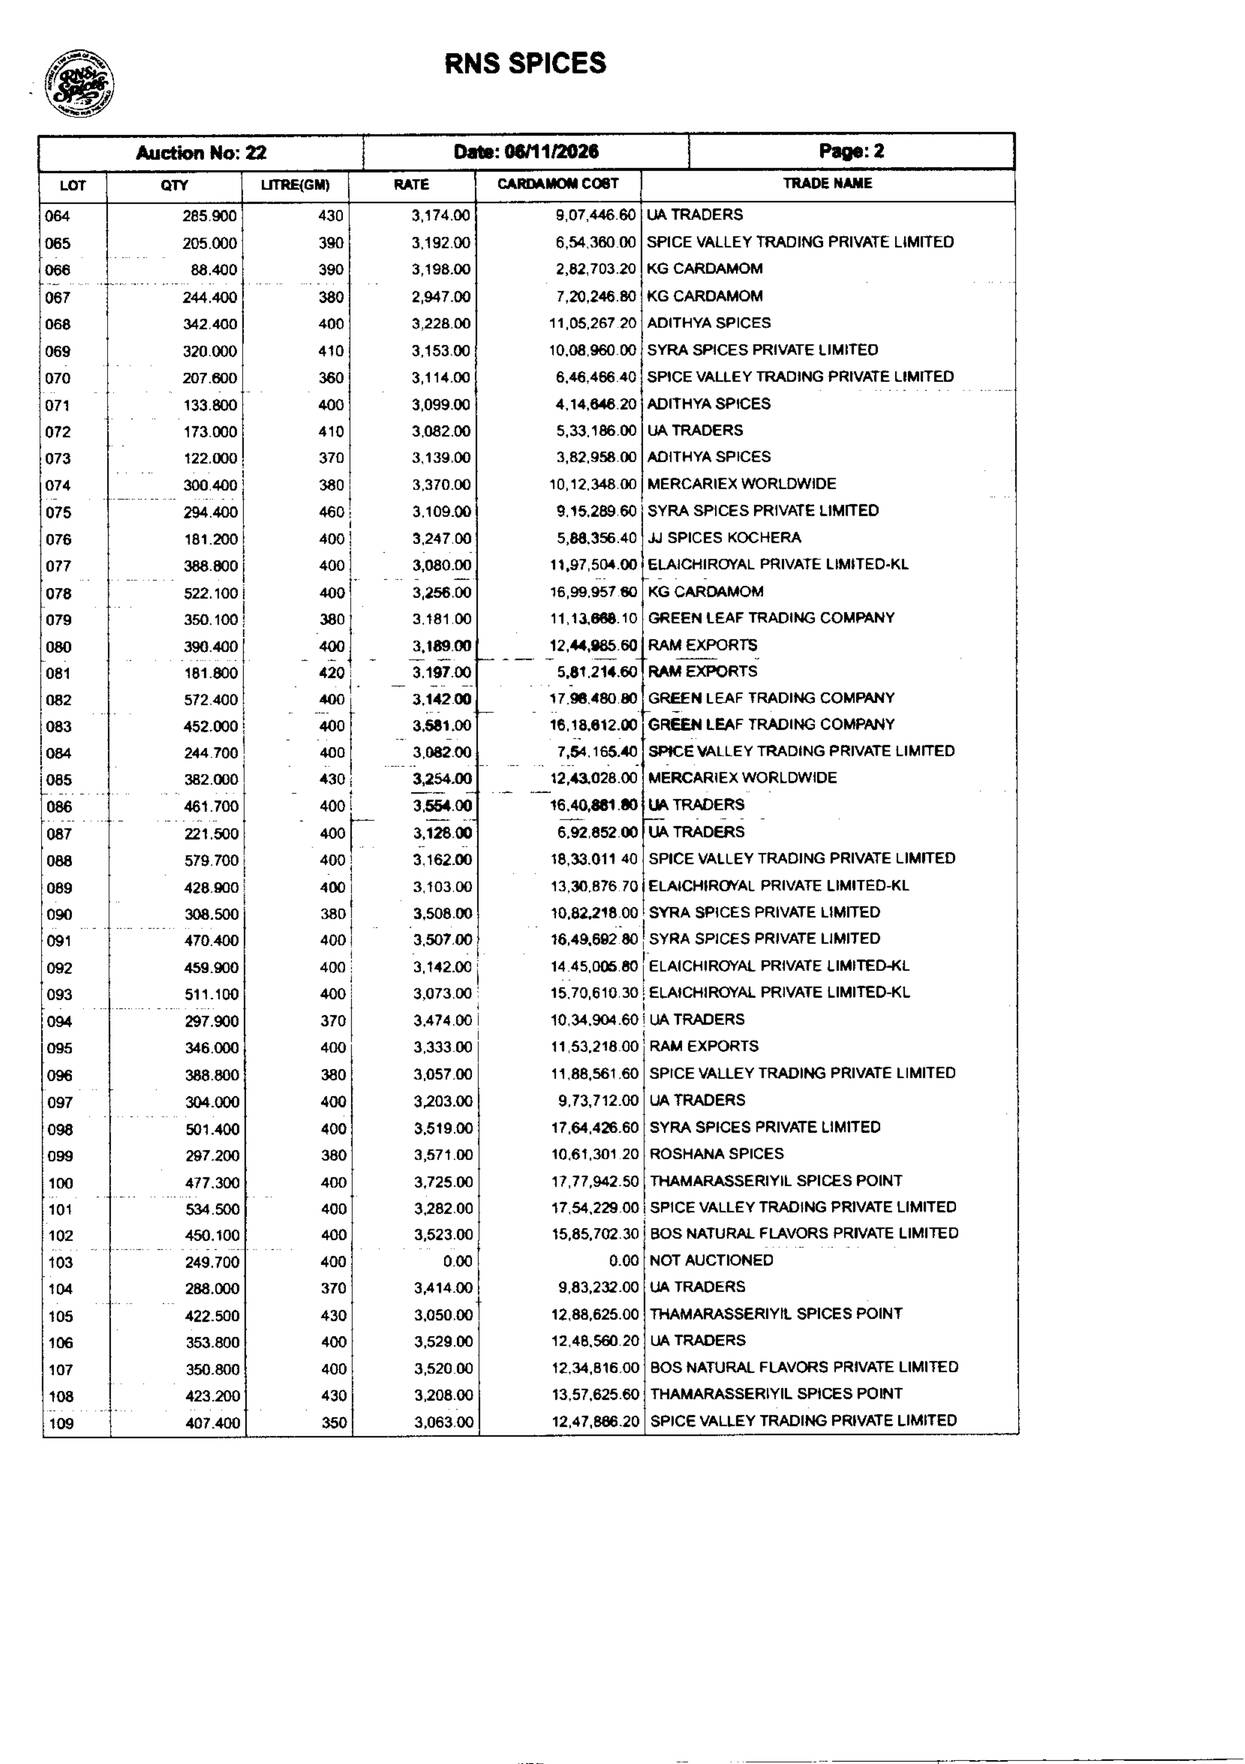 RNS SPICES
RNS Spices
Auction No: 22 Date: 06/11/2026 Page: 2
LOT QTY LITRE(GM) RATE CARDAMOM COST TRADE NAME
064 285.900 430 3,174.00 9,07,446.60 UA TRADERS
065 205.000 390 3,192.00 6,54,360.00 SPICE VALLEY TRADING PRIVATE LIMITED
066 88.400 390 3,198.00 2,82,703.20 KG CARDAMOM
067 244.400 380 2,947.00 7,20,246.80 KG CARDAMOM
068 342.400 400 3,228.00 11,05,267.20 ADITHYA SPICES
069 320.000 410 3,153.00 10,08,960.00 SYRA SPICES PRIVATE LIMITED
070 207.600 360 3,114.00 6,46,466.40 SPICE VALLEY TRADING PRIVATE LIMITED
071 133.800 400 3,099.00 4,14,646.20 ADITHYA SPICES
072 173.000 410 3,082.00 5,33,186.00 UA TRADERS
073 122.000 370 3,139.00 3,82,958.00 ADITHYA SPICES
074 300.400 380 3,370.00 10,12,348.00 MERCARIEX WORLDWIDE
075 294.400 460 3,109.00 9,15,289.60 SYRA SPICES PRIVATE LIMITED
076 181.200 400 3,247.00 5,88,356.40 JJ SPICES KOCHERA
077 388.800 400 3,080.00 11,97,504.00 ELAICHIROYAL PRIVATE LIMITED-KL
078 522.100 400 3,256.00 16,99,957.60 KG CARDAMOM
079 350.100 380 3,181.00 11,13,668.10 GREEN LEAF TRADING COMPANY
080 390.400 400 3,189.00 12,44,985.60 RAM EXPORTS
081 181.800 420 3,197.00 5,81,214.60 RAM EXPORTS
082 572.400 400 3,142.00 17,98,480.80 GREEN LEAF TRADING COMPANY
083 452.000 400 3,581.00 16,18,612.00 GREEN LEAF TRADING COMPANY
084 244.700 400 3,082.00 7,54,165.40 SPICE VALLEY TRADING PRIVATE LIMITED
085 382.000 430 3,254.00 12,43,028.00 MERCARIEX WORLDWIDE
086 461.700 400 3,554.00 16,40,881.80 UA TRADERS
087 221.500 400 3,128.00 6,92,852.00 UA TRADERS
088 579.700 400 3,162.00 18,33,011.40 SPICE VALLEY TRADING PRIVATE LIMITED
089 428.900 400 3,103.00 13,30,876.70 ELAICHIROYAL PRIVATE LIMITED-KL
090 308.500 380 3,508.00 10,82,218.00 SYRA SPICES PRIVATE LIMITED
091 470.400 400 3,507.00 16,49,692.80 SYRA SPICES PRIVATE LIMITED
092 459.900 400 3,142.00 14,45,005.80 ELAICHIROYAL PRIVATE LIMITED-KL
093 511.100 400 3,073.00 15,70,610.30 ELAICHIROYAL PRIVATE LIMITED-KL
094 297.900 370 3,474.00 10,34,904.60 UA TRADERS
095 346.000 400 3,333.00 11,53,218.00 RAM EXPORTS
096 388.800 380 3,057.00 11,88,561.60 SPICE VALLEY TRADING PRIVATE LIMITED
097 304.000 400 3,203.00 9,73,712.00 UA TRADERS
098 501.400 400 3,519.00 17,64,426.60 SYRA SPICES PRIVATE LIMITED
099 297.200 380 3,571.00 10,61,301.20 ROSHANA SPICES
100 477.300 400 3,725.00 17,77,942.50 THAMARASSERIYIL SPICES POINT
101 534.500 400 3,282.00 17,54,229.00 SPICE VALLEY TRADING PRIVATE LIMITED
102 450.100 400 3,523.00 15,85,702.30 BOS NATURAL FLAVORS PRIVATE LIMITED
103 249.700 400 0.00 0.00 NOT AUCTIONED
104 288.000 370 3,414.00 9,83,232.00 UA TRADERS
105 422.500 430 3,050.00 12,88,625.00 THAMARASSERIYIL SPICES POINT
106 353.800 400 3,529.00 12,48,560.20 UA TRADERS
107 350.800 400 3,520.00 12,34,816.00 BOS NATURAL FLAVORS PRIVATE LIMITED
108 423.200 430 3,208.00 13,57,625.60 THAMARASSERIYIL SPICES POINT
109 407.400 350 3,063.00 12,47,866.20 SPICE VALLEY TRADING PRIVATE LIMITED